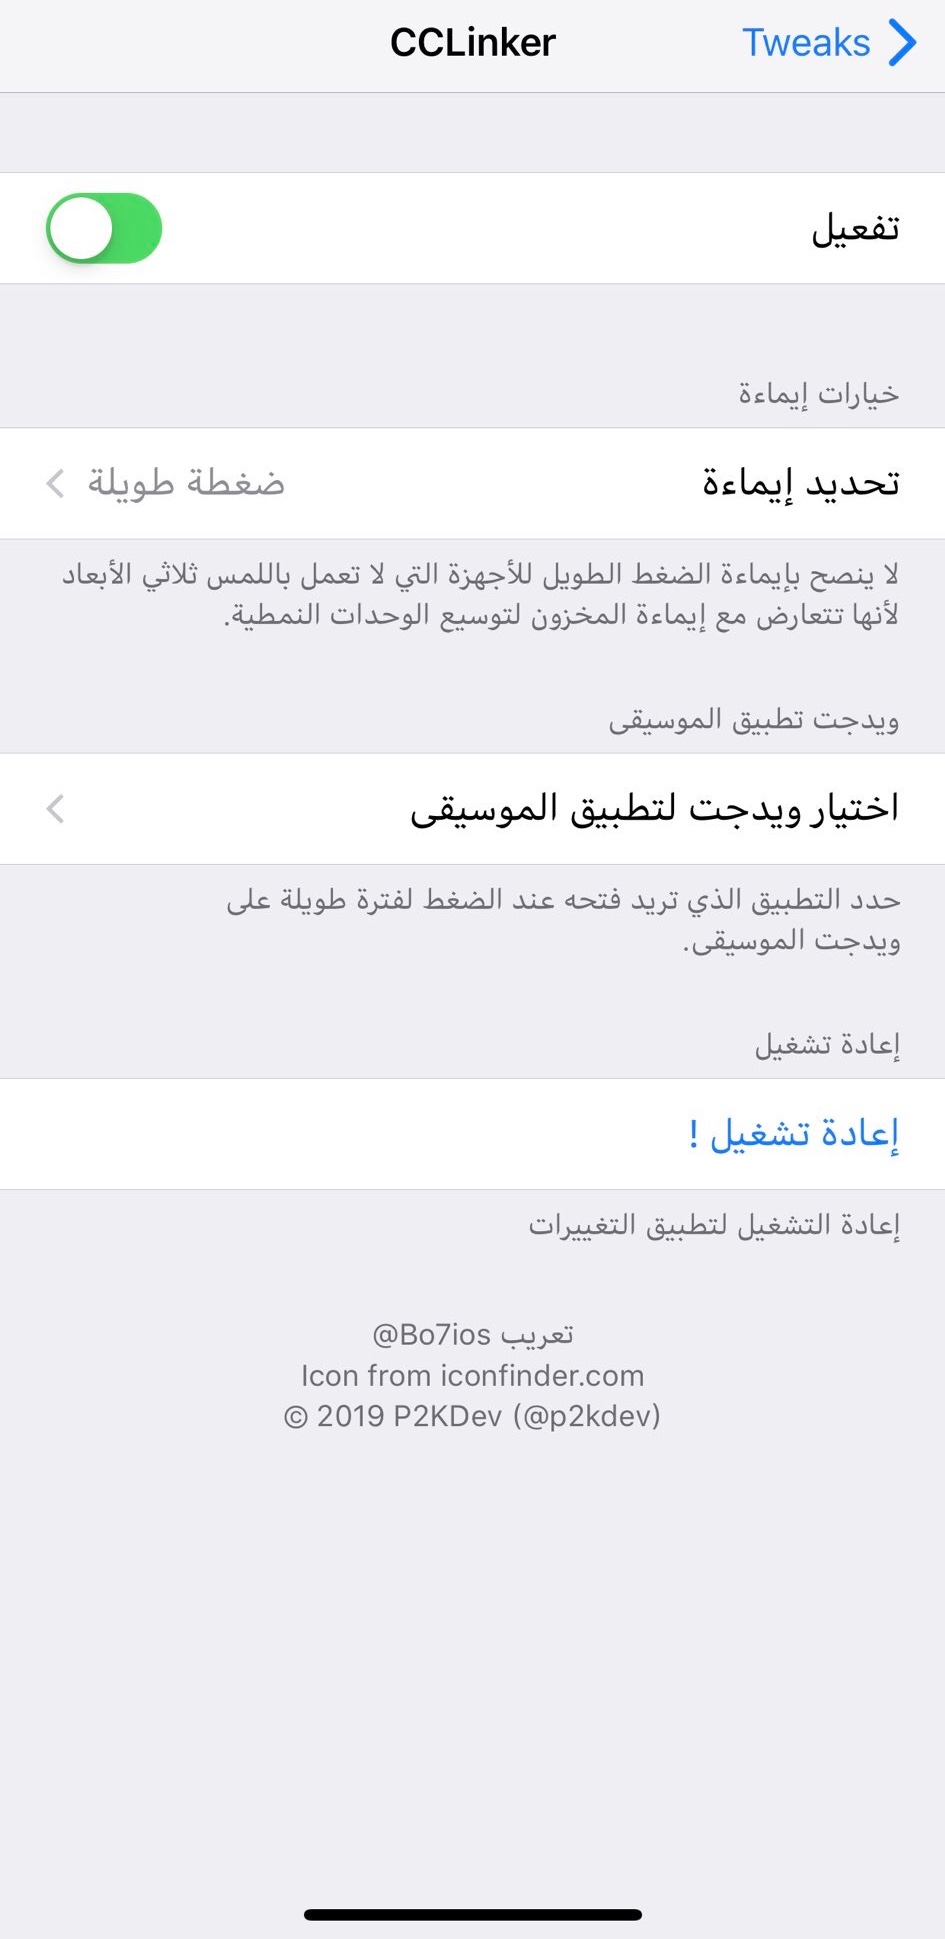 CCLinker
Tweaks
تفعيل
خيارات إيماءة
تحديد إيماءة
ضغطة طويلة
لا ينصح بإيماءة الضغط الطويل للأجهزة التي لا تعمل باللمس ثلاثي الأبعاد
لأنها تتعارض مع إيماءة المخزون لتوسيع الوحدات النمطية.
ويدجت تطبيق الموسيقى
اختيار ويدجت لتطبيق الموسيقى
حدد التطبيق الذي تريد فتحه عند الضغط لفترة طويلة على
ويدجت الموسيقى.
إعادة تشغيل
إعادة تشغيل !
إعادة التشغيل لتطبيق التغييرات
تعريب @Bo7ios
Icon from iconfinder.com
© 2019 P2KDev (@p2kdev)